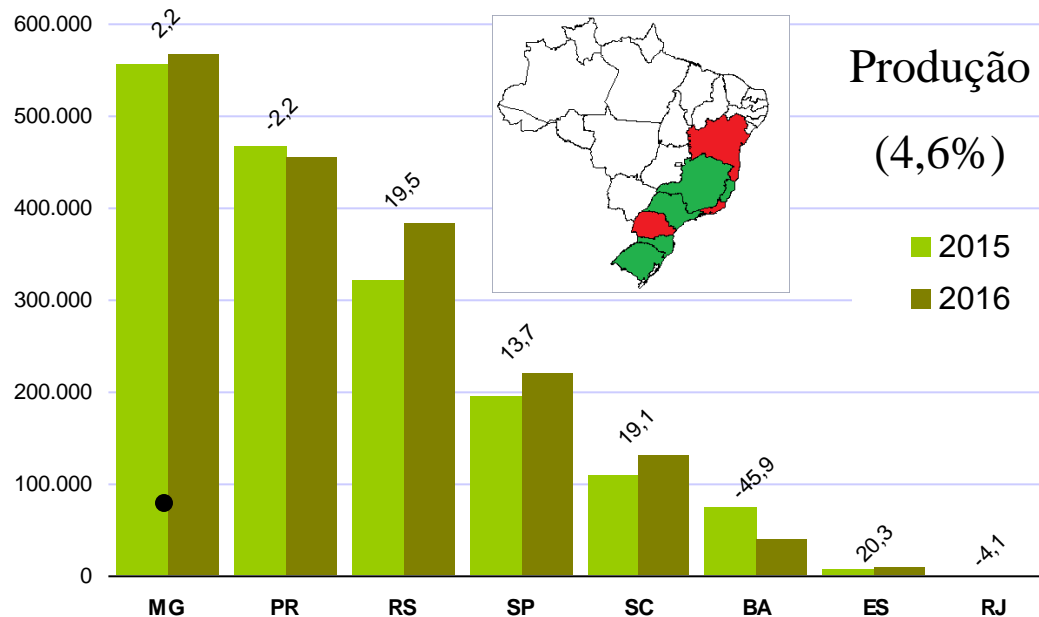 600.000
500.000
400.000
300.000
200.000
100.000
0
2,2
-2,2
19,5
13,7
19,1
-45,9
20,3
-4,1
MG
PR
RS
SP
SC
BA
ES
RJ
Produção
(4,6%)
2015
2016